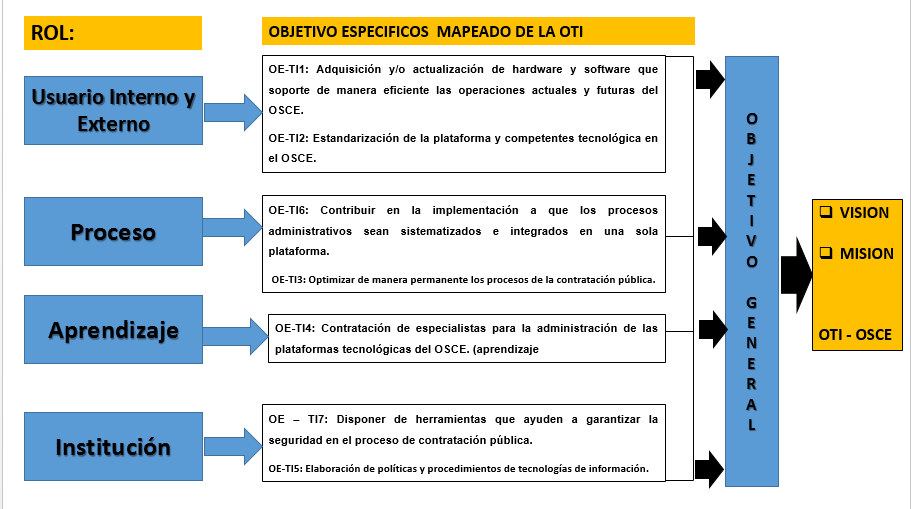 ROL:
OBJETIVO ESPECIFICOS MAPEADO DE LA OTI
Usuario Interno y
Externo
OE-TI1: Adquisición y/o actualización de hardware y software que
soporte de manera eficiente las operaciones actuales y futuras del
OSCE.
OE-TI2: Estandarización de la plataforma y competentes tecnológica en
el OSCE.
Proceso
OE-TI6: Contribuir en la implementación a que los procesos
administrativos sean sistematizados e integrados en una sola
plataforma.
OE-TI3: Optimizar de manera permanente los procesos de la contratación pública.
Aprendizaje
OE-TI4: Contratación de especialistas para la administración de las
plataformas tecnológicas del OSCE. (aprendizaje
Institución
OE – TI7: Disponer de herramientas que ayuden a garantizar la
seguridad en el proceso de contratación pública.
OE-TI5: Elaboración de políticas y procedimientos de tecnologías de información.
OBJETIVO GENERAL
VISION
MISION
OTI - OSCE